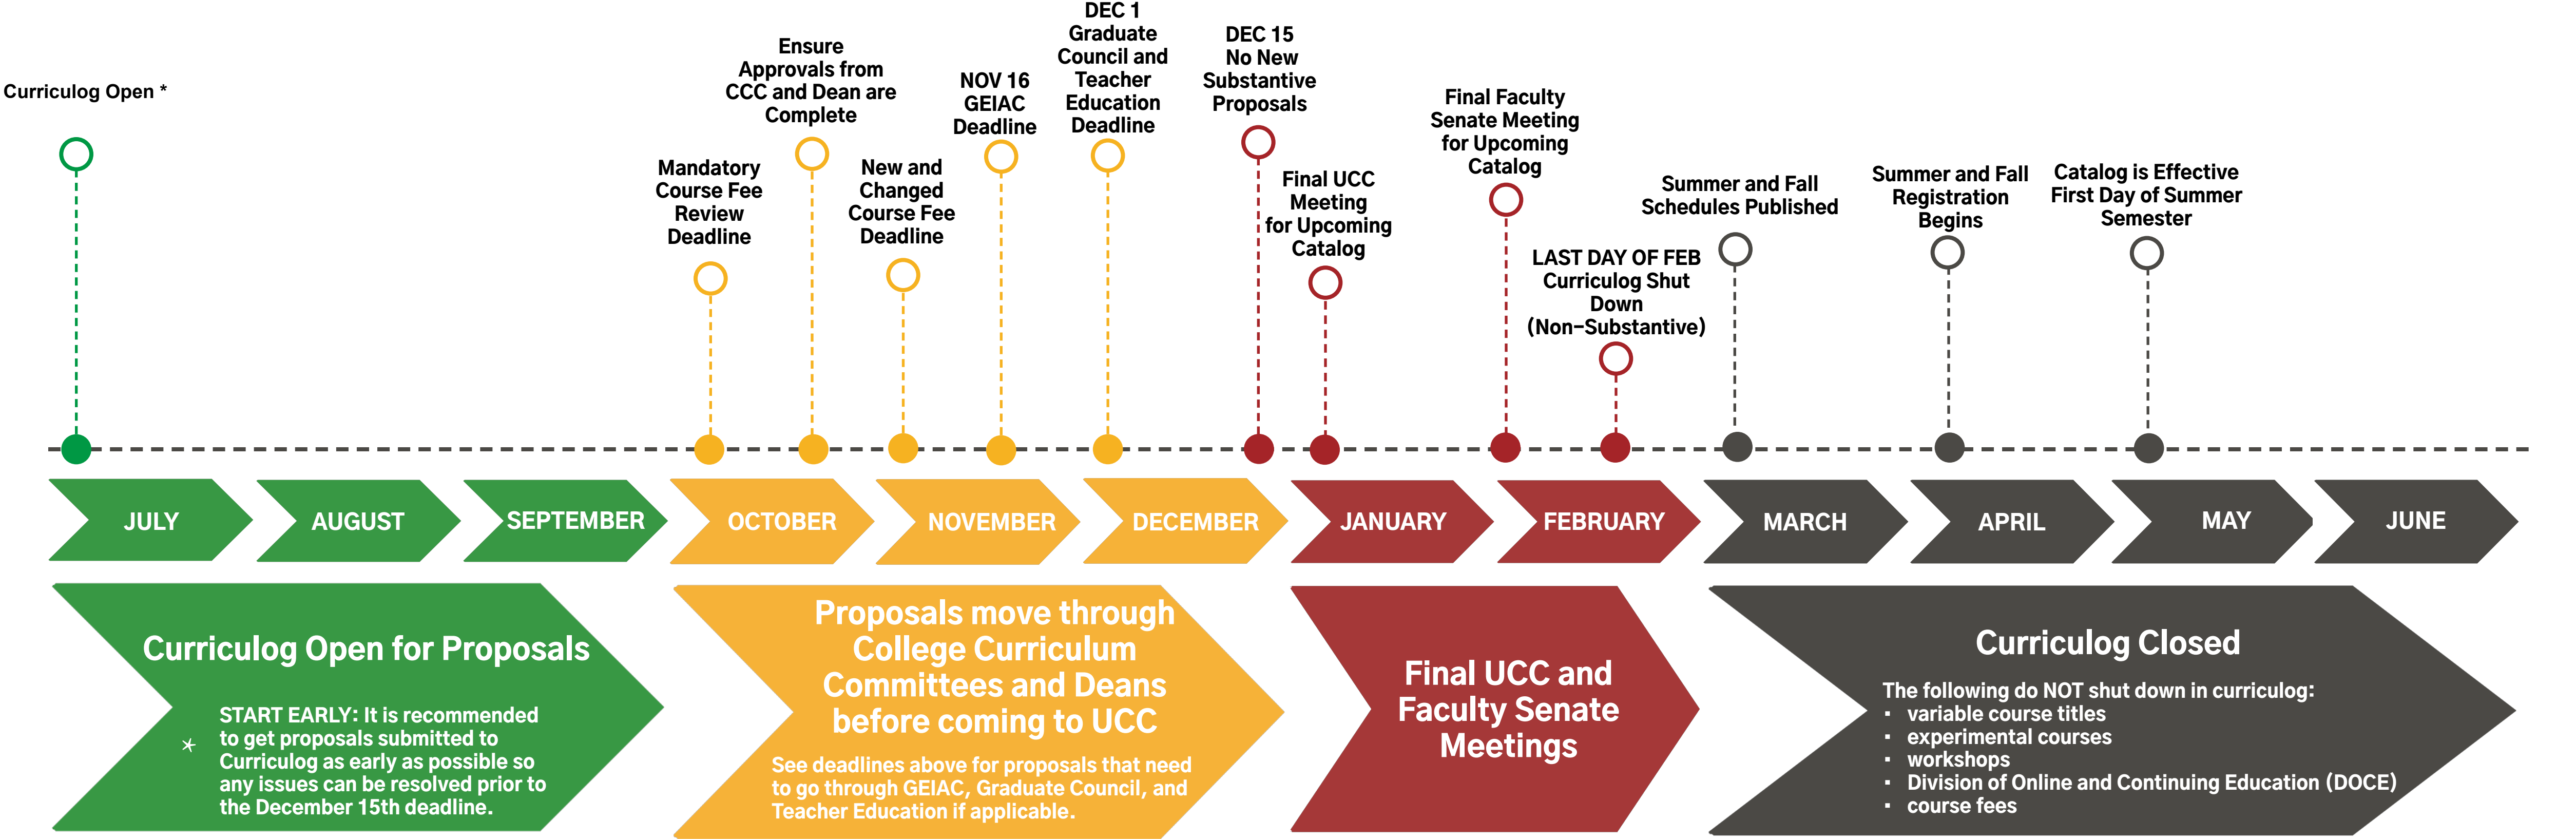 Curriculog Open *
Mandatory
Course Fee
Review
Deadline
Ensure
Approvals from
CCC and Dean are
Complete
New and
Changed
Course Fee
Deadline
NOV 16
GEIAC
Deadline
DEC 1
Graduate
Council and
Teacher
Education
Deadline
DEC 15
No New
Substantive
Proposals
Final UCC
Meeting
for Upcoming
Catalog
Final Faculty
Senate Meeting
for Upcoming
Catalog
LAST DAY OF FEB
Curriculog Shut
Down
(Non-Substantive)
Summer and Fall
Schedules Published
Summer and Fall
Registration
Begins
Catalog is Effective
First Day of Summer
Semester
JULY
AUGUST
SEPTEMBER
OCTOBER
NOVEMBER
DECEMBER
JANUARY
FEBRUARY
MARCH
APRIL
MAY
JUNE
Curriculog Open for Proposals
* START EARLY: It is recommended
to get proposals submitted to
Curriculog as early as possible so
any issues can be resolved prior to
the December 15th deadline.
Proposals move through
College Curriculum
Committees and Deans
before coming to UCC
See deadlines above for proposals that need
to go through GEIAC, Graduate Council, and
Teacher Education if applicable.
Final UCC and
Faculty Senate
Meetings
Curriculog Closed
The following do NOT shut down in curriculog:
· variable course titles
· experimental courses
· workshops
· Division of Online and Continuing Education (DOCE)
· course fees